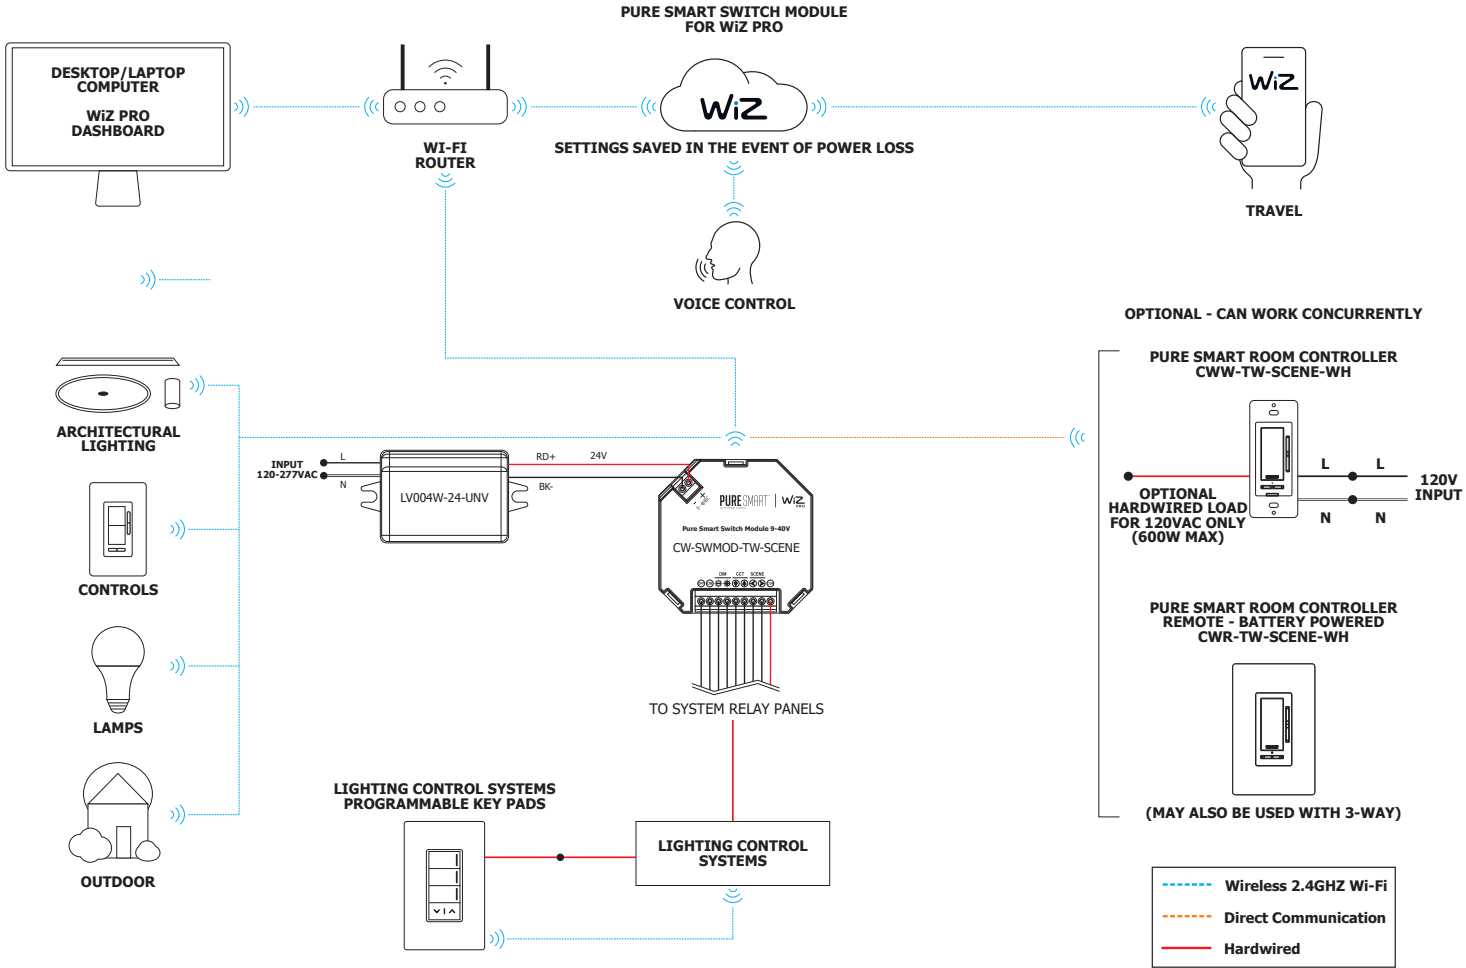 PURE SMART SWITCH MODULE
FOR WiZ PRO
DESKTOP/LAPTOP
COMPUTER
WiZ PRO
DASHBOARD
WI-FI
ROUTER
WiZ
SETTINGS SAVED IN THE EVENT OF POWER LOSS
WiZ
TRAVEL
VOICE CONTROL
OPTIONAL - CAN WORK CONCURRENTLY
PURE SMART ROOM CONTROLLER
CWW-TW-SCENE-WH
ARCHITECTURAL
LIGHTING
INPUT
120-277VAC
L
N
LV004W-24-UNV
RD+
24V
BK-
PURE SMART
WiZ
PRO
Pure Smart Switch Module 9-40V
CW-SWMOD-TW-SCENE
DIM CCT SCENE
OPTIONAL
HARDWIRED LOAD
FOR 120VAC ONLY
(600W MAX)
L L
N N
120V
INPUT
CONTROLS
PURE SMART ROOM CONTROLLER
REMOTE - BATTERY POWERED
CWR-TW-SCENE-WH
(MAY ALSO BE USED WITH 3-WAY)
LAMPS
TO SYSTEM RELAY PANELS
OUTDOOR
LIGHTING CONTROL SYSTEMS
PROGRAMMABLE KEY PADS
LIGHTING CONTROL
SYSTEMS
Wireless 2.4GHZ Wi-Fi
Direct Communication
Hardwired